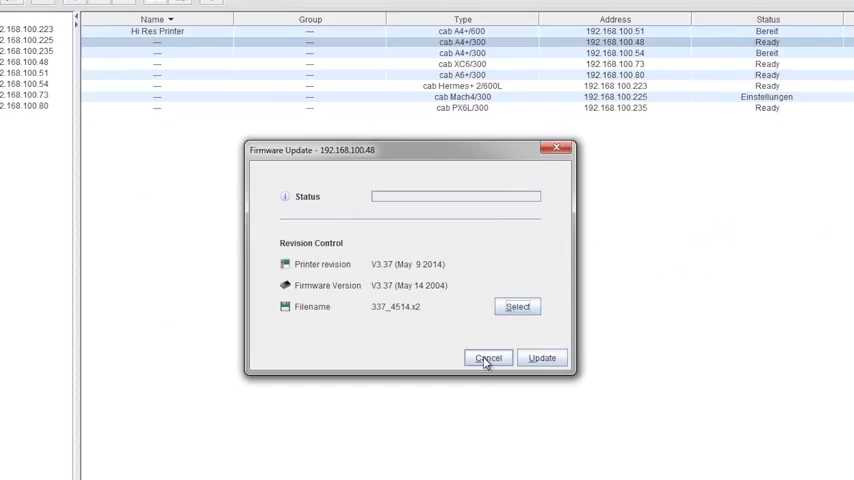 Name Group Type Address Status
2.168.100.223
2.168.100.225
2.168.100.235
2.168.100.48
2.168.100.51
2.168.100.54
2.168.100.73
2.168.100.80
Hi Res Printer — cab A4+/600 192.168.100.51 Bereit
— — cab A4+/300 192.168.100.48 Ready
— — cab A4+/300 192.168.100.54 Bereit
— — cab XC6/300 192.168.100.73 Ready
— — cab A6+/300 192.168.100.80 Ready
— — cab Hermes+ 2/600L 192.168.100.223 Ready
— — cab Mach4/300 192.168.100.225 Einstellungen
— — cab PX6L/300 192.168.100.235 Ready
Firmware Update - 192.168.100.48
Status
Revision Control
Printer revision V3.37 (May 9 2014)
Firmware Version V3.37 (May 14 2004)
Filename 337_4514.x2 Select
Cancel Update